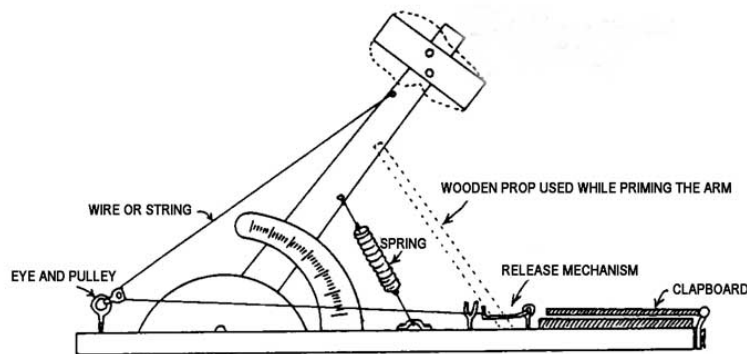 WOODEN PROP USED WHILE PRIMING THE ARM
WIRE OR STRING
SPRING
EYE AND PULLEY
RELEASE MECHANISM
CLAPBOARD